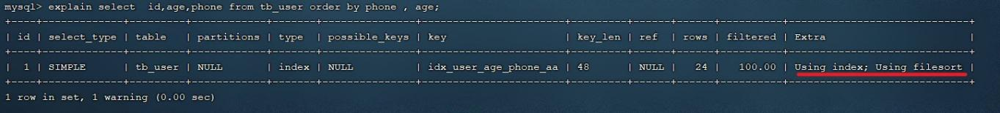 mysql> explain select  id,age,phone from tb_user order by phone , age;
+----+-------------+---------+------------+-------+---------------+----------------------+---------+------+------+----------+-----------------------------+
| id | select_type | table   | partitions | type  | possible_keys | key                  | key_len | ref  | rows | filtered | Extra                       |
+----+-------------+---------+------------+-------+---------------+----------------------+---------+------+------+----------+-----------------------------+
|  1 | SIMPLE      | tb_user | NULL       | index | NULL          | idx_user_age_phone_aa | 48      | NULL |   24 |   100.00 | Using index; Using filesort |
+----+-------------+---------+------------+-------+---------------+----------------------+---------+------+------+----------+-----------------------------+
1 row in set, 1 warning (0.00 sec)